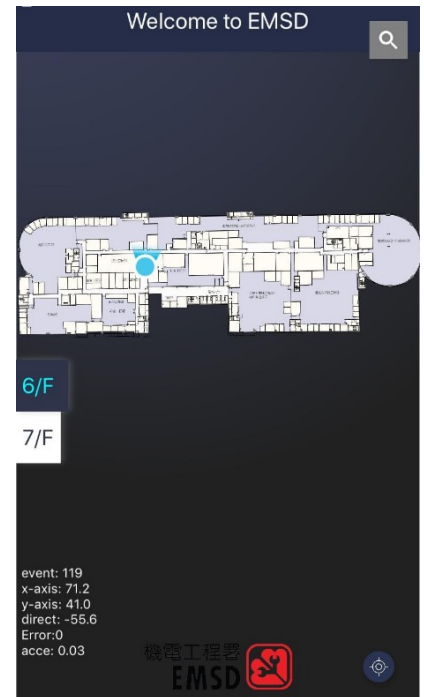 Welcome to EMSD
6/F
7/F
event: 119
x-axis: 71.2
y-axis: 41.0
direct: -55.6
Error:0
acce: 0.03
機電工程署
EMSD